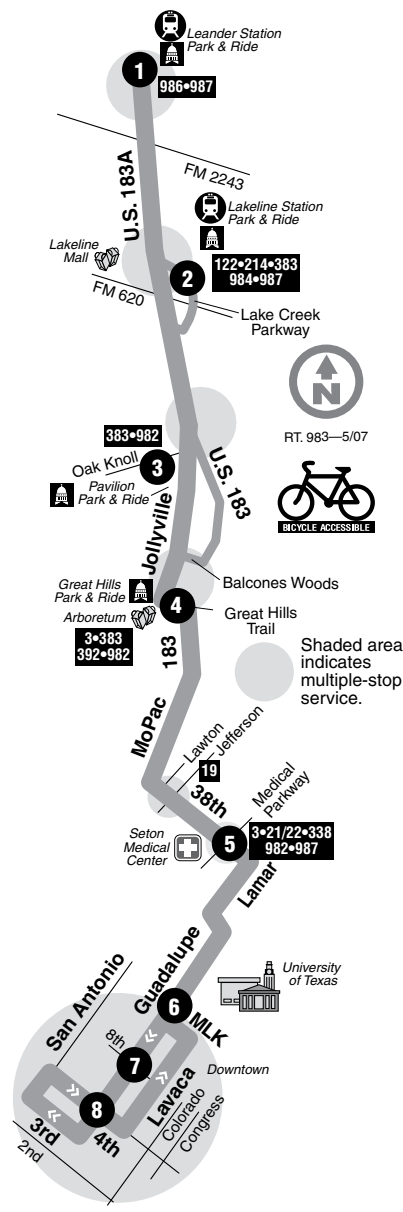 Leander Station
Park & Ride
1
986•987
U.S. 183A
FM 2243
Lakeline Station
Park & Ride
Lakeline
Mall
2
122•214•383
984•987
FM 620
Lake Creek
Parkway
N
RT. 983—5/07
BICYCLE ACCESSIBLE
383•982
Oak Knoll
3
Pavilion
Park & Ride
Jollyville
U.S. 183
Balcones Woods
Great Hills
Park & Ride
Arboretum
4
3•383
392•982
Great Hills
Trail
183
Shaded area
indicates
multiple-stop
service.
MoPac
Lawton
Jefferson
19
38th
Medical
Parkway
Seton
Medical
Center
5
3•21/22•338
982•987
Lamar
Guadalupe
University
of Texas
6
MLK
San Antonio
8th
7
Downtown
Lavaca
8
3rd
4th
2nd
Colorado
Congress